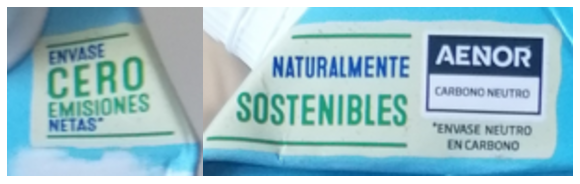 ENVASE
CERO
EMISIONES
NETAS*
NATURALMENTE
SOSTENIBLES
AENOR
CARBONO NEUTRO
*ENVASE NEUTRO
EN CARBONO